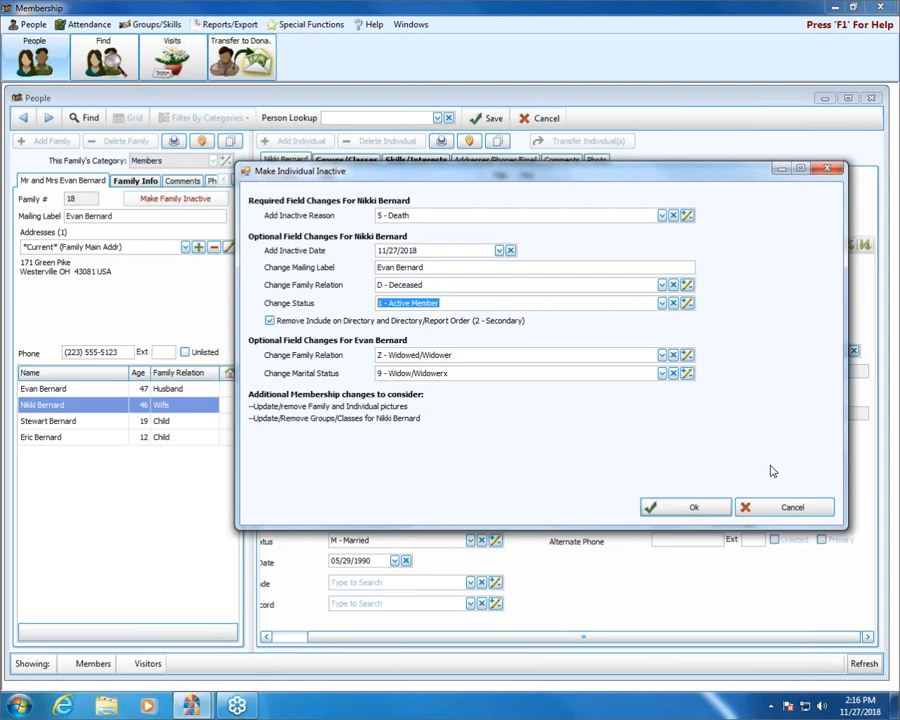 Membership
People Attendance Groups/Skills Reports/Export Special Functions Help Windows Press 'F1' For Help
People Find Visits Transfer to Dona.
People
Find Grid Filter By Categories Person Lookup Save Cancel
Add Family Delete Family Add Individual Delete Individual Transfer Individual(s)
This Family's Category: Members
Nikki Bernard Groups/Classes Skills/Interests Addresses/Phones/Email Comments Photo
Mr and Mrs Evan Bernard Family Info Comments Ph
Family # 18 Make Family Inactive
Mailing Label Evan Bernard
Addresses (1)
*Current* (Family Main Addr)
171 Green Pike
Westerville OH 43081 USA
Phone (223) 555-5123 Ext Unlisted
Name Age Family Relation
Evan Bernard 47 Husband
Nikki Bernard 46 Wife
Stewart Bernard 19 Child
Eric Bernard 12 Child
Make Individual Inactive
Required Field Changes For Nikki Bernard
Add Inactive Reason 5 - Death
Optional Field Changes For Nikki Bernard
Add Inactive Date 11/27/2018
Change Mailing Label Evan Bernard
Change Family Relation D - Deceased
Change Status 1 - Active Member
Remove Include on Directory and Directory/Report Order (2 - Secondary)
Optional Field Changes For Evan Bernard
Change Family Relation Z - Widowed/Widower
Change Marital Status 9 - Widow/Widowerx
Additional Membership changes to consider:
--Update/remove Family and Individual pictures
--Update/Remove Groups/Classes for Nikki Bernard
Ok Cancel
atus M - Married Alternate Phone Ext Unlisted Primary
Date 05/29/1990
de Type to Search
cord Type to Search
Showing: Members Visitors Refresh
2:16 PM
11/27/2018